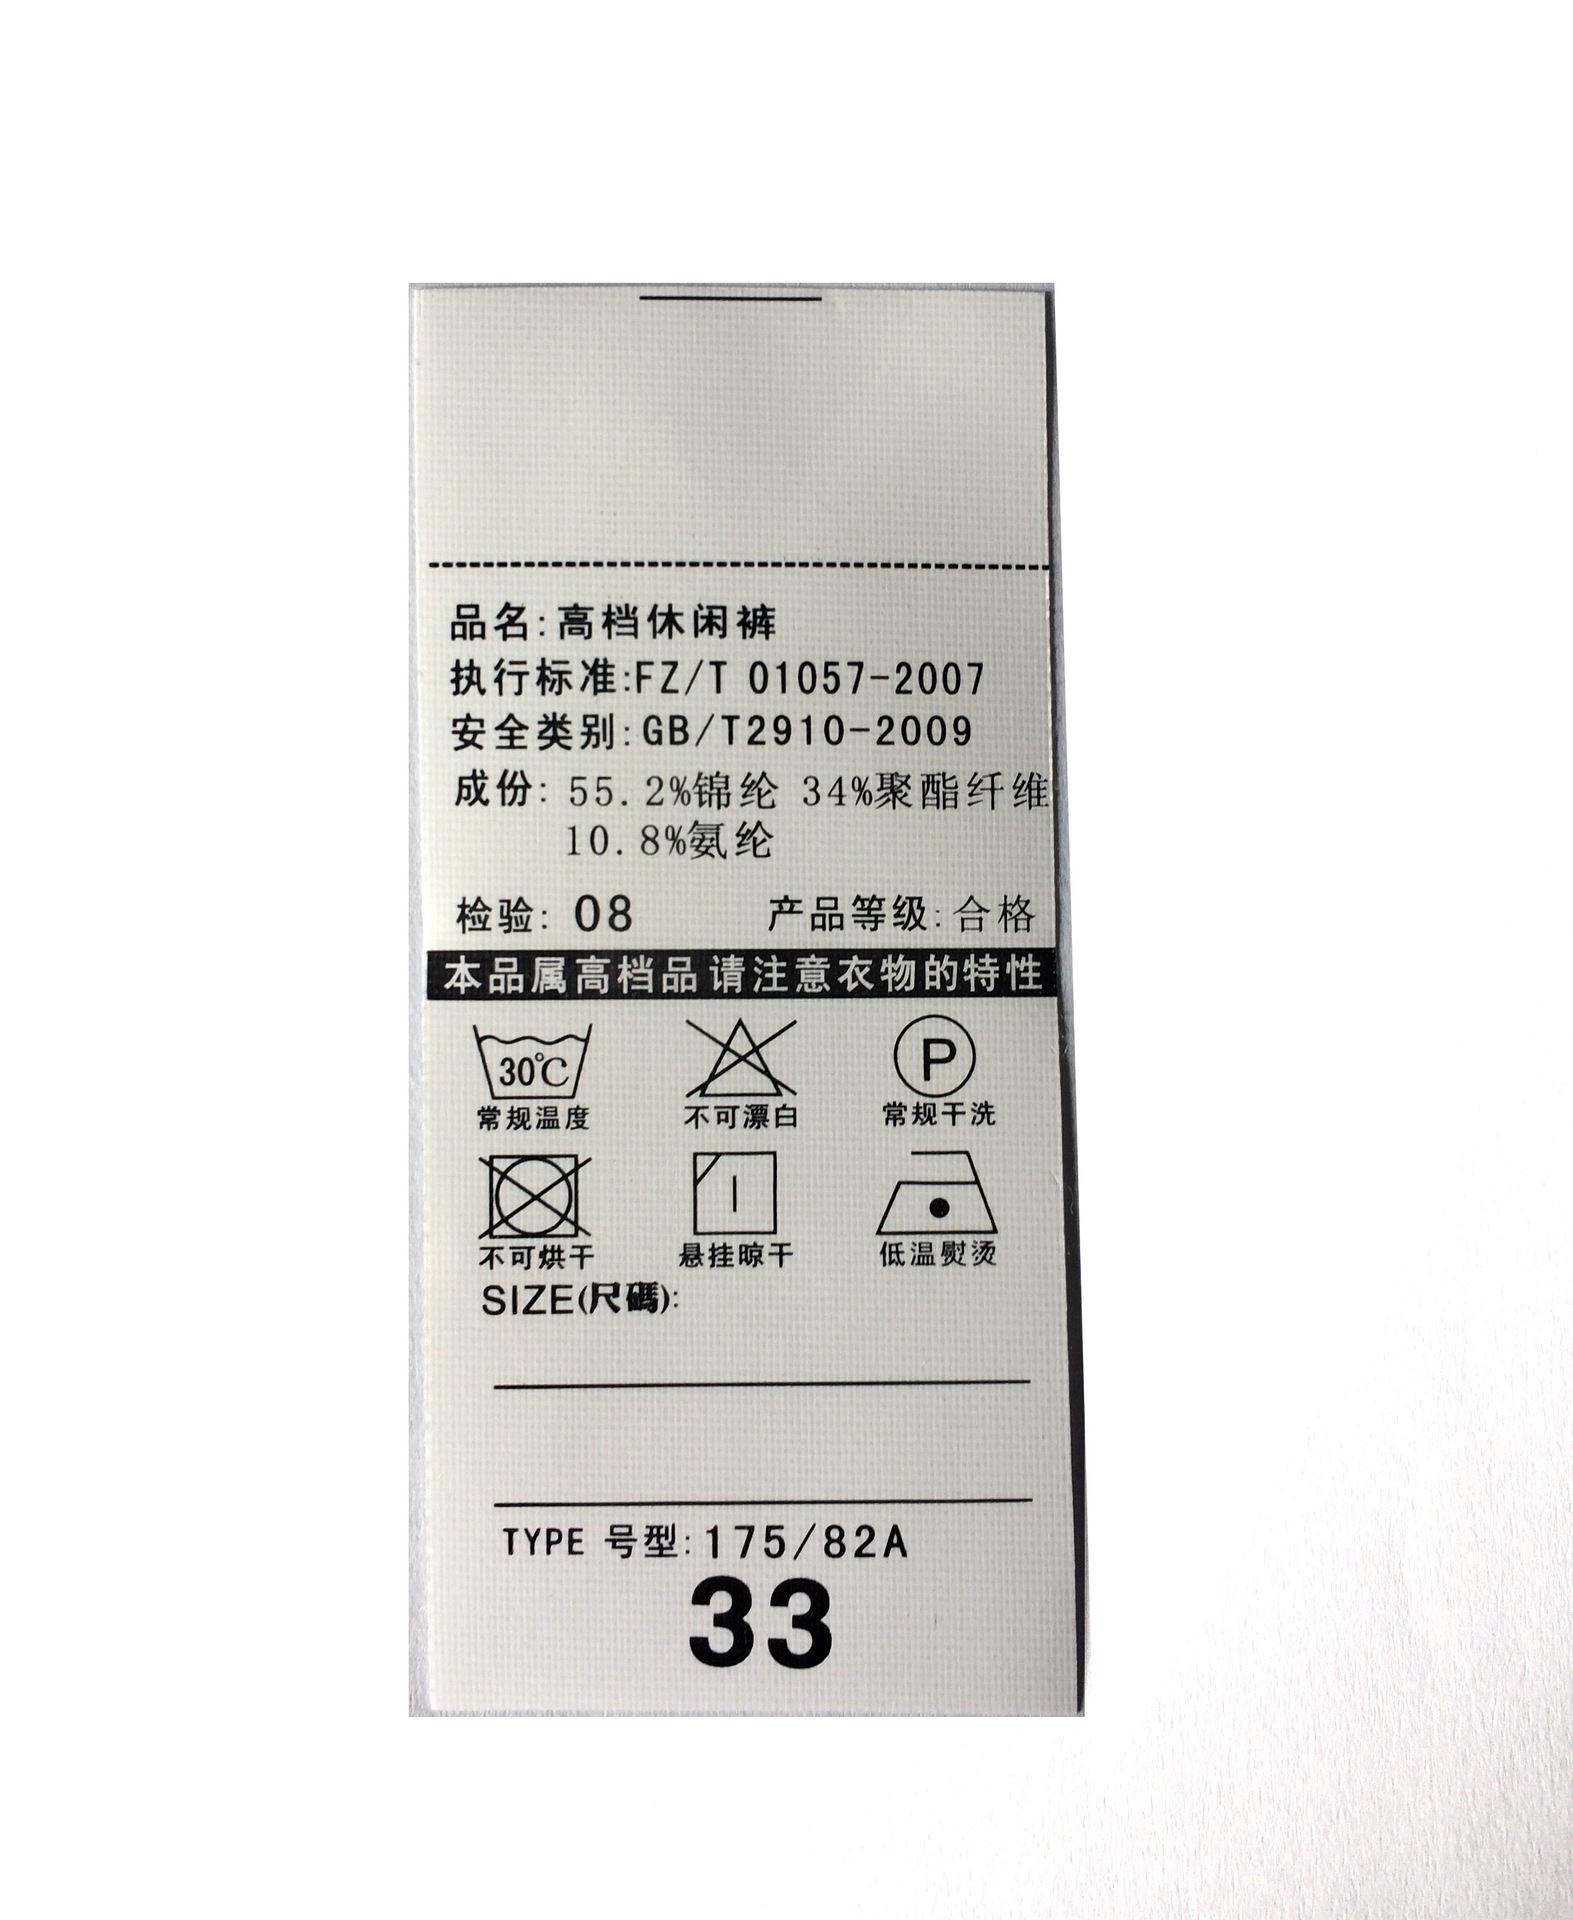 品名:高档休闲裤
执行标准:FZ/T 01057-2007
安全类别:GB/T2910-2009
成份: 55.2%锦纶 34%聚酯纤维
10.8%氨纶
检验: 08 产品等级:合格
本品属高档品 请注意衣物的特性
30℃ P
常规温度 不可漂白 常规干洗
不可烘干 悬挂晾干 低温熨烫
SIZE(尺碼):
TYPE 号型:175/82A
33